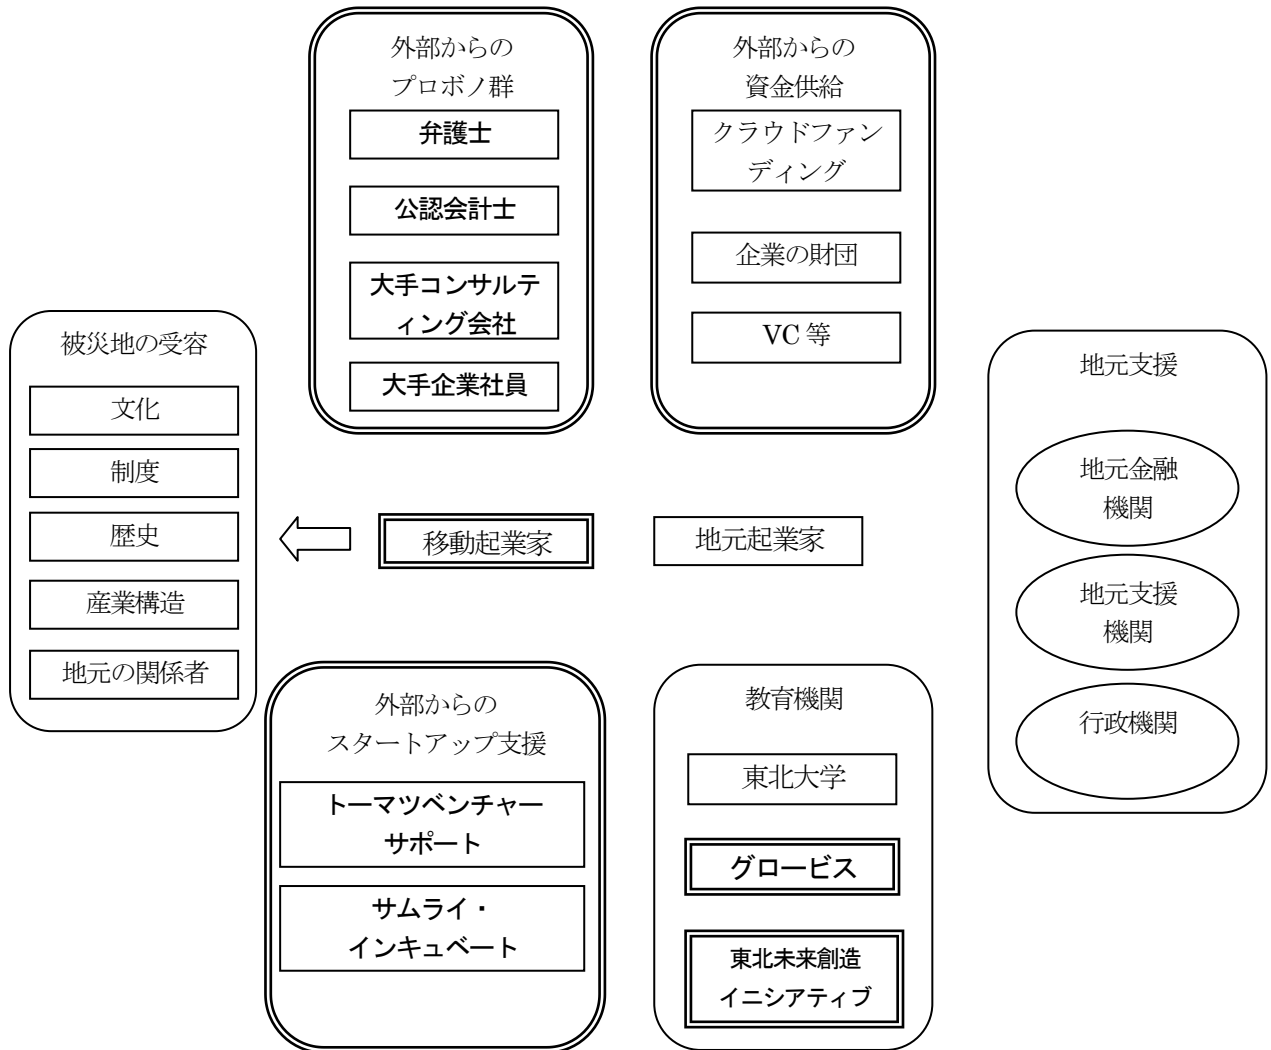 外部からの
プロボノ群
弁護士
公認会計士
大手コンサルテ
ィング会社
大手企業社員
外部からの
資金供給
クラウドファン
ディング
企業の財団
VC 等
被災地の受容
文化
制度
歴史
産業構造
地元の関係者
移動起業家
地元起業家
地元支援
地元金融
機関
地元支援
機関
行政機関
外部からの
スタートアップ支援
トーマツベンチャー
サポート
サムライ・
インキュベート
教育機関
東北大学
グロービス
東北未来創造
イニシアティブ